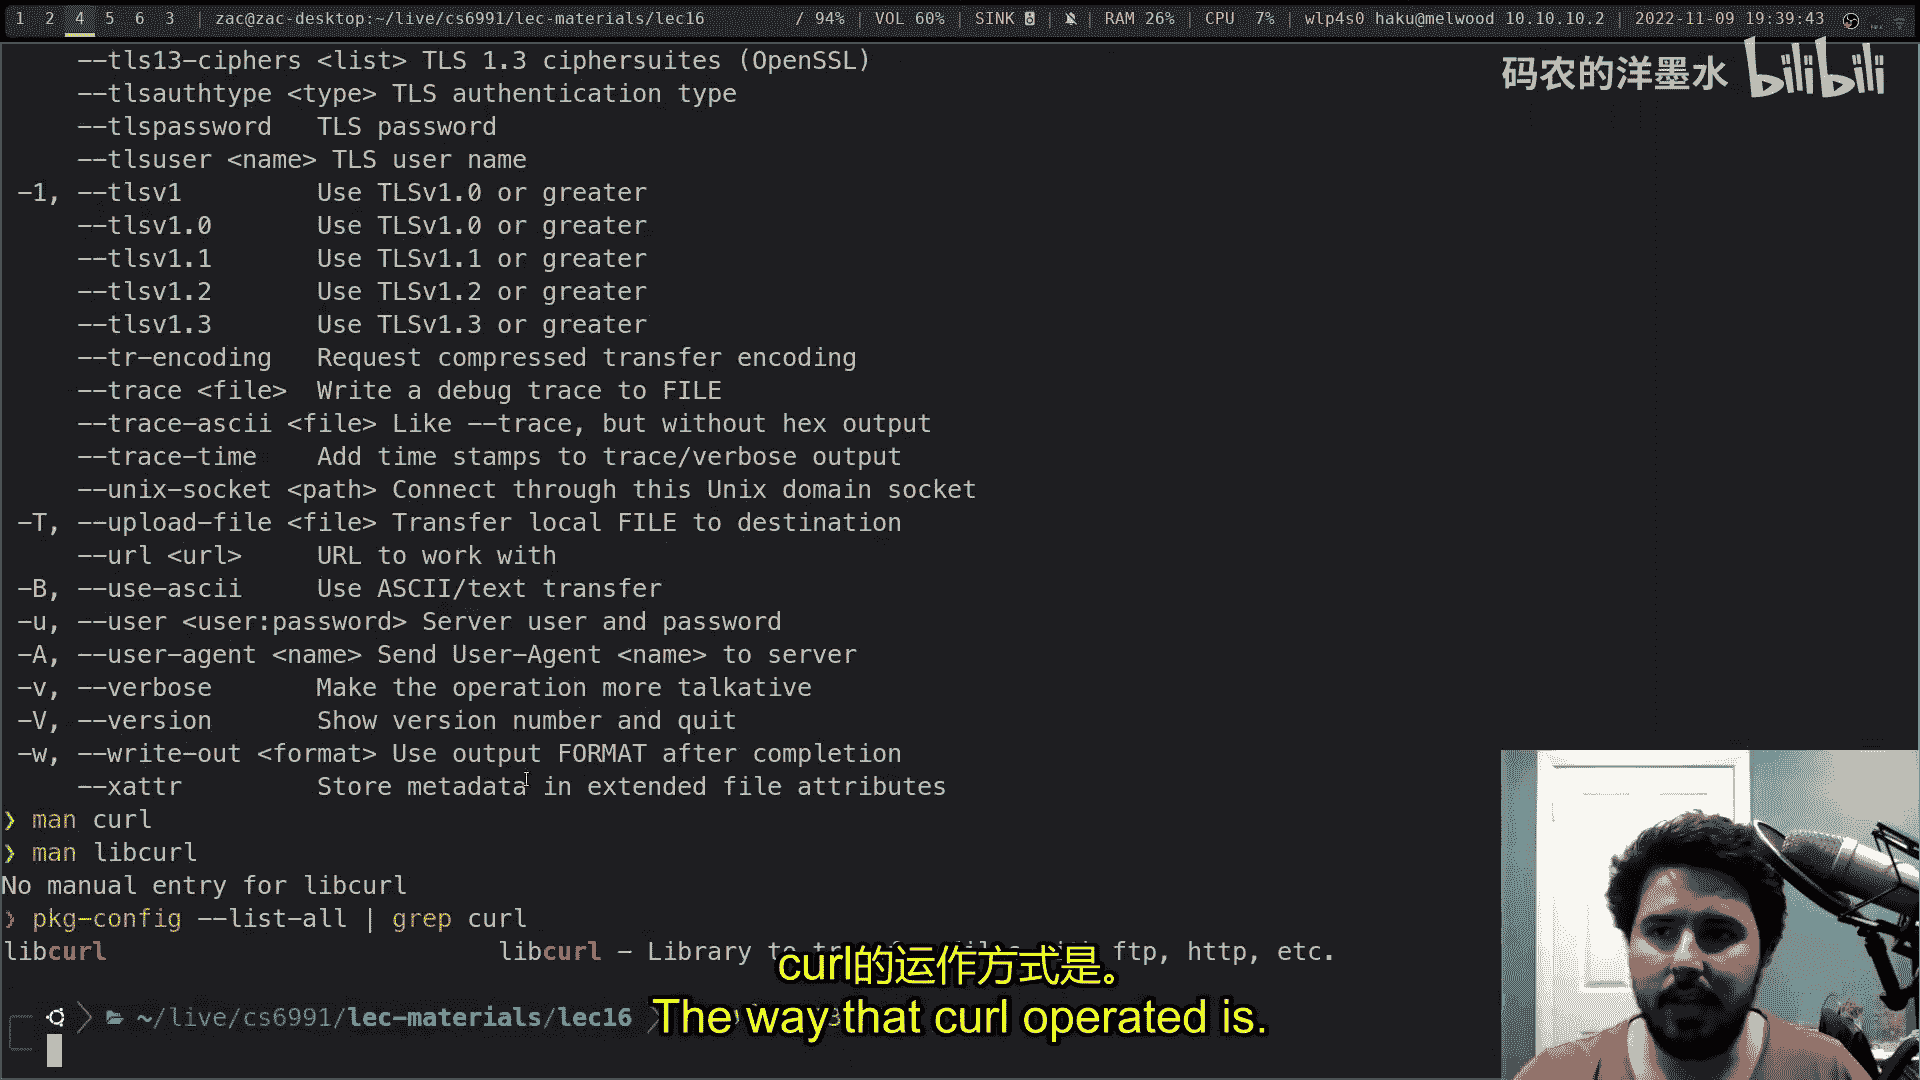 1 2 4 5 6 3 | zac@zac-desktop:~/live/cs6991/lec-materials/lec16 / 94% | VOL 60% | SINK | | RAM 26% | CPU 7% | wlp4s0 haku@melwood 10.10.10.2 | 2022-11-09 19:39:43
码农的洋墨水 bilibili
--tls13-ciphers <list> TLS 1.3 ciphersuites (OpenSSL)
--tlsauthtype <type> TLS authentication type
--tlspassword TLS password
--tlsuser <name> TLS user name
-1, --tlsv1 Use TLSv1.0 or greater
--tlsv1.0 Use TLSv1.0 or greater
--tlsv1.1 Use TLSv1.1 or greater
--tlsv1.2 Use TLSv1.2 or greater
--tlsv1.3 Use TLSv1.3 or greater
--tr-encoding Request compressed transfer encoding
--trace <file> Write a debug trace to FILE
--trace-ascii <file> Like --trace, but without hex output
--trace-time Add time stamps to trace/verbose output
--unix-socket <path> Connect through this Unix domain socket
-T, --upload-file <file> Transfer local FILE to destination
--url <url> URL to work with
-B, --use-ascii Use ASCII/text transfer
-u, --user <user:password> Server user and password
-A, --user-agent <name> Send User-Agent <name> to server
-v, --verbose Make the operation more talkative
-V, --version Show version number and quit
-w, --write-out <format> Use output FORMAT after completion
--xattr Store metadata in extended file attributes
❯ man curl
❯ man libcurl
No manual entry for libcurl
❯ pkg-config --list-all | grep curl
libcurl libcurl - Library to ftp, http, etc.
curl的运作方式是。
~/live/cs6991/lec-materials/lec16
The way that curl operated is.